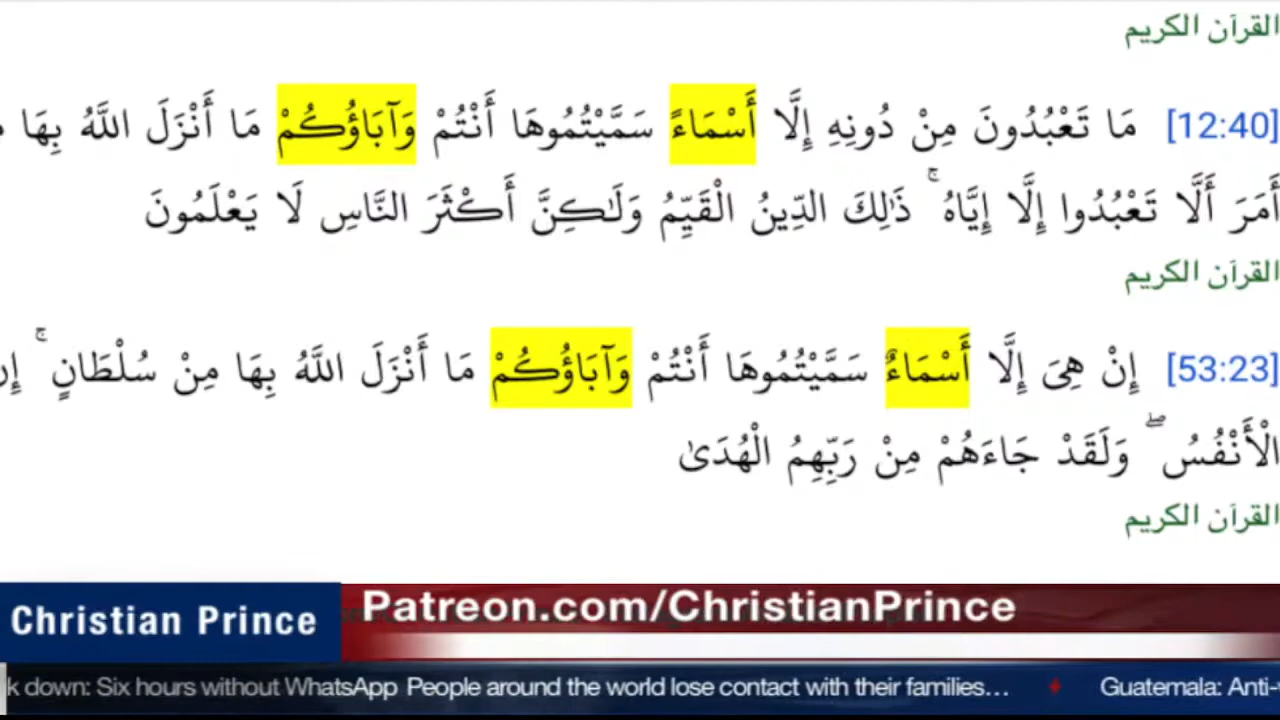 القرآن الكريم
[12:40] مَا تَعْبُدُونَ مِنْ دُونِهِ إِلَّا أَسْمَاءً سَمَّيْتُمُوهَا أَنْتُمْ وَآبَاؤُكُمْ مَا أَنْزَلَ اللَّهُ بِهَا
أَمَرَ أَلَّا تَعْبُدُوا إِلَّا إِيَّاهُ ۚ ذَٰلِكَ الدِّينُ الْقَيِّمُ وَلَٰكِنَّ أَكْثَرَ النَّاسِ لَا يَعْلَمُونَ
القرآن الكريم
[53:23] إِنْ هِيَ إِلَّا أَسْمَاءٌ سَمَّيْتُمُوهَا أَنْتُمْ وَآبَاؤُكُمْ مَا أَنْزَلَ اللَّهُ بِهَا مِنْ سُلْطَانٍ ۚ
الْأَنْفُسُ ۖ وَلَقَدْ جَاءَهُمْ مِنْ رَبِّهِمُ الْهُدَىٰ
القرآن الكريم
Christian Prince
Patreon.com/ChristianPrince
k down: Six hours without WhatsApp People around the world lose contact with their families... Guatemala: Anti-